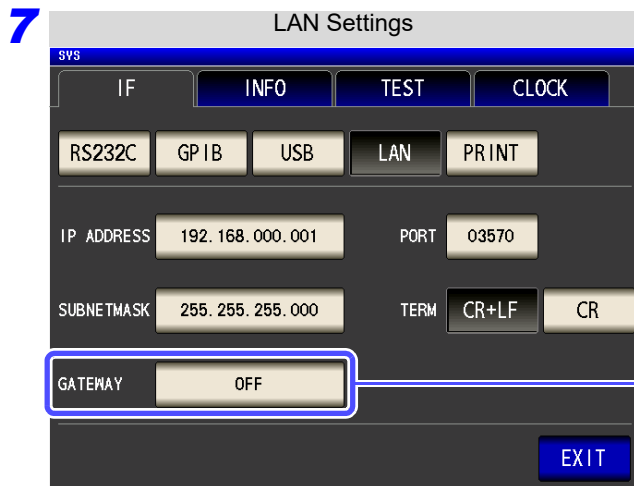 7
LAN Settings
SYS
IF INFO TEST CLOCK
RS232C GPIB USB LAN PRINT
IP ADDRESS 192.168.000.001 PORT 03570
SUBNETMASK 255.255.255.000 TERM CR+LF CR
GATEWAY OFF
EXIT